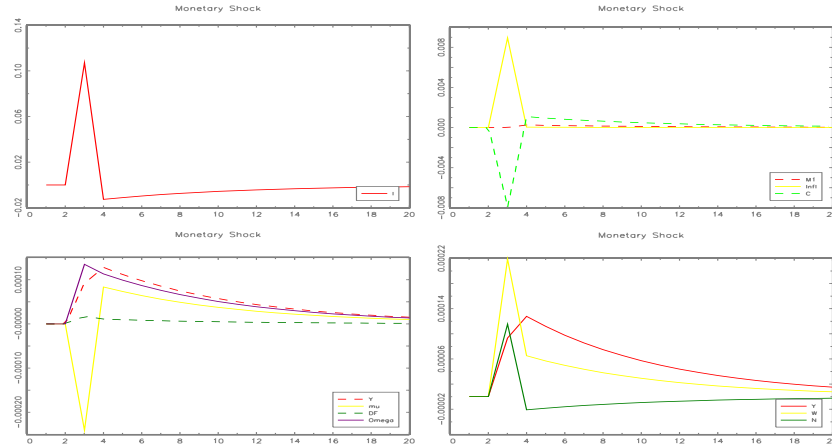 Monetary Shock
0.14
0.10
0.06
0.02
-0.02
0 2 4 6 8 10 12 14 16 18 20
I
Monetary Shock
0.008
0.004
0.000
-0.004
-0.008
0 2 4 6 8 10 12 14 16 18 20
M1
Infl
C
Monetary Shock
0.00010
-0.00000
-0.00010
-0.00020
0 2 4 6 8 10 12 14 16 18 20
Y
mu
DF
Omega
Monetary Shock
0.00022
0.00014
0.00006
-0.00002
0 2 4 6 8 10 12 14 16 18 20
Y
W
N